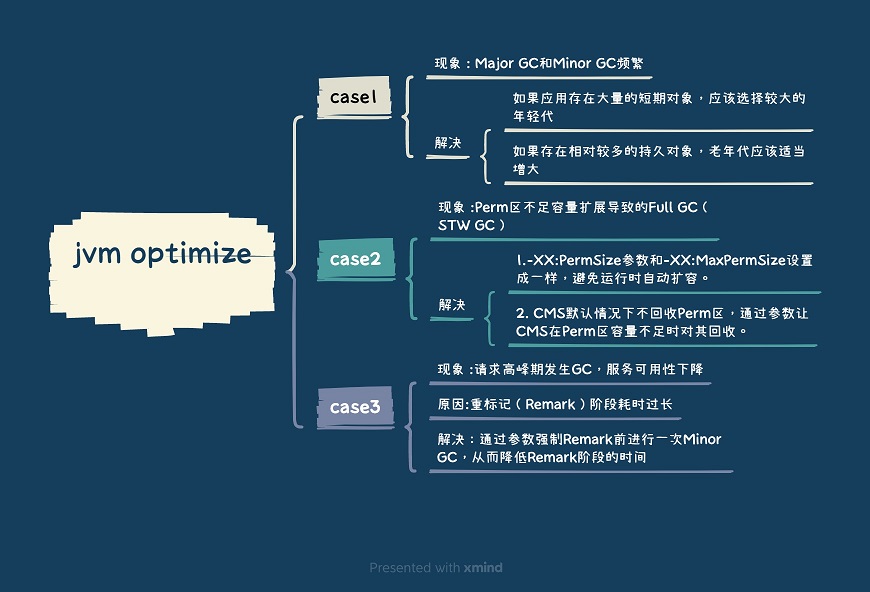 jvm optimize
case1
现象：Major GC和Minor GC频繁
解决
如果应用存在大量的短期对象，应该选择较大的
年轻代
如果存在相对较多的持久对象，老年代应该适当
增大
case2
现象 :Perm区不足容量扩展导致的Full GC（
STW GC ）
解决
1.-XX:PermSize参数和-XX:MaxPermSize设置
成一样，避免运行时自动扩容。
2. CMS默认情况下不回收Perm区，通过参数让
CMS在Perm区容量不足时对其回收。
case3
现象 :请求高峰期发生GC，服务可用性下降
原因:重标记（ Remark ）阶段耗时过长
解决：通过参数强制Remark前进行一次Minor
GC，从而降低Remark阶段的时间
Presented with xmind